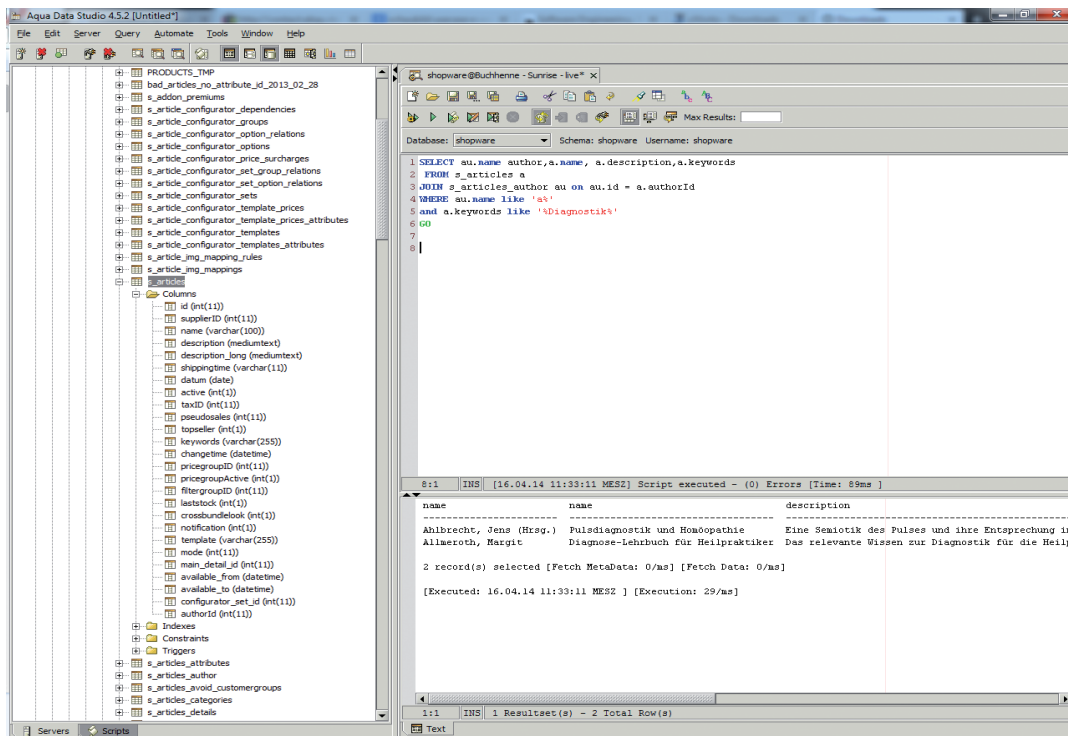 Aqua Data Studio 4.5.2 [Untitled*]
File Edit Server Query Automate Tools Window Help
PRODUCTS_TMP
bad_articles_no_attribute_id_2013_02_28
s_addon_premiums
s_article_configurator_dependencies
s_article_configurator_groups
s_article_configurator_option_relations
s_article_configurator_options
s_article_configurator_price_surcharges
s_article_configurator_set_group_relations
s_article_configurator_set_option_relations
s_article_configurator_sets
s_article_configurator_template_prices
s_article_configurator_template_prices_attributes
s_article_configurator_templates
s_article_configurator_templates_attributes
s_article_img_mapping_rules
s_article_img_mappings
s_articles
Columns
id (int(11))
supplierID (int(11))
name (varchar(100))
description (mediumtext)
description_long (mediumtext)
shippingtime (varchar(11))
datum (date)
active (int(1))
taxID (int(11))
pseudosales (int(11))
topseller (int(1))
keywords (varchar(255))
changetime (datetime)
pricegroupID (int(11))
pricegroupActive (int(1))
filtergroupID (int(11))
laststock (int(1))
crossbundlelook (int(1))
notification (int(1))
template (varchar(255))
mode (int(11))
main_detail_id (int(11))
available_from (datetime)
available_to (datetime)
configurator_set_id (int(11))
authorId (int(11))
Indexes
Constraints
Triggers
s_articles_attributes
s_articles_author
s_articles_avoid_customergroups
s_articles_categories
s_articles_details
Servers Scripts
shopware@Buchhenne - Sunrise - live*
Max Results:
Database: shopware Schema: shopware Username: shopware
1 SELECT au.name author,a.name, a.description,a.keywords
2 FROM s_articles a
3 JOIN s_articles_author au on au.id = a.authorId
4 WHERE au.name like 'a%'
5 and a.keywords like '%Diagnostik%'
6 GO
7
8
8:1 INS [16.04.14 11:33:11 MESZ] Script executed - (0) Errors [Time: 89ms ]
name name description
Ahlbrecht, Jens (Hrsg.) Pulsdiagnostik und Homöopathie Eine Semiotik des Pulses und ihre Entsprechung i
Allmeroth, Margit Diagnose-Lehrbuch für Heilpraktiker Das relevante Wissen zur Diagnostik für die Heil
2 record(s) selected [Fetch MetaData: 0/ms] [Fetch Data: 0/ms]
[Executed: 16.04.14 11:33:11 MESZ ] [Execution: 29/ms]
1:1 INS 1 Resultset(s) - 2 Total Row(s)
Text